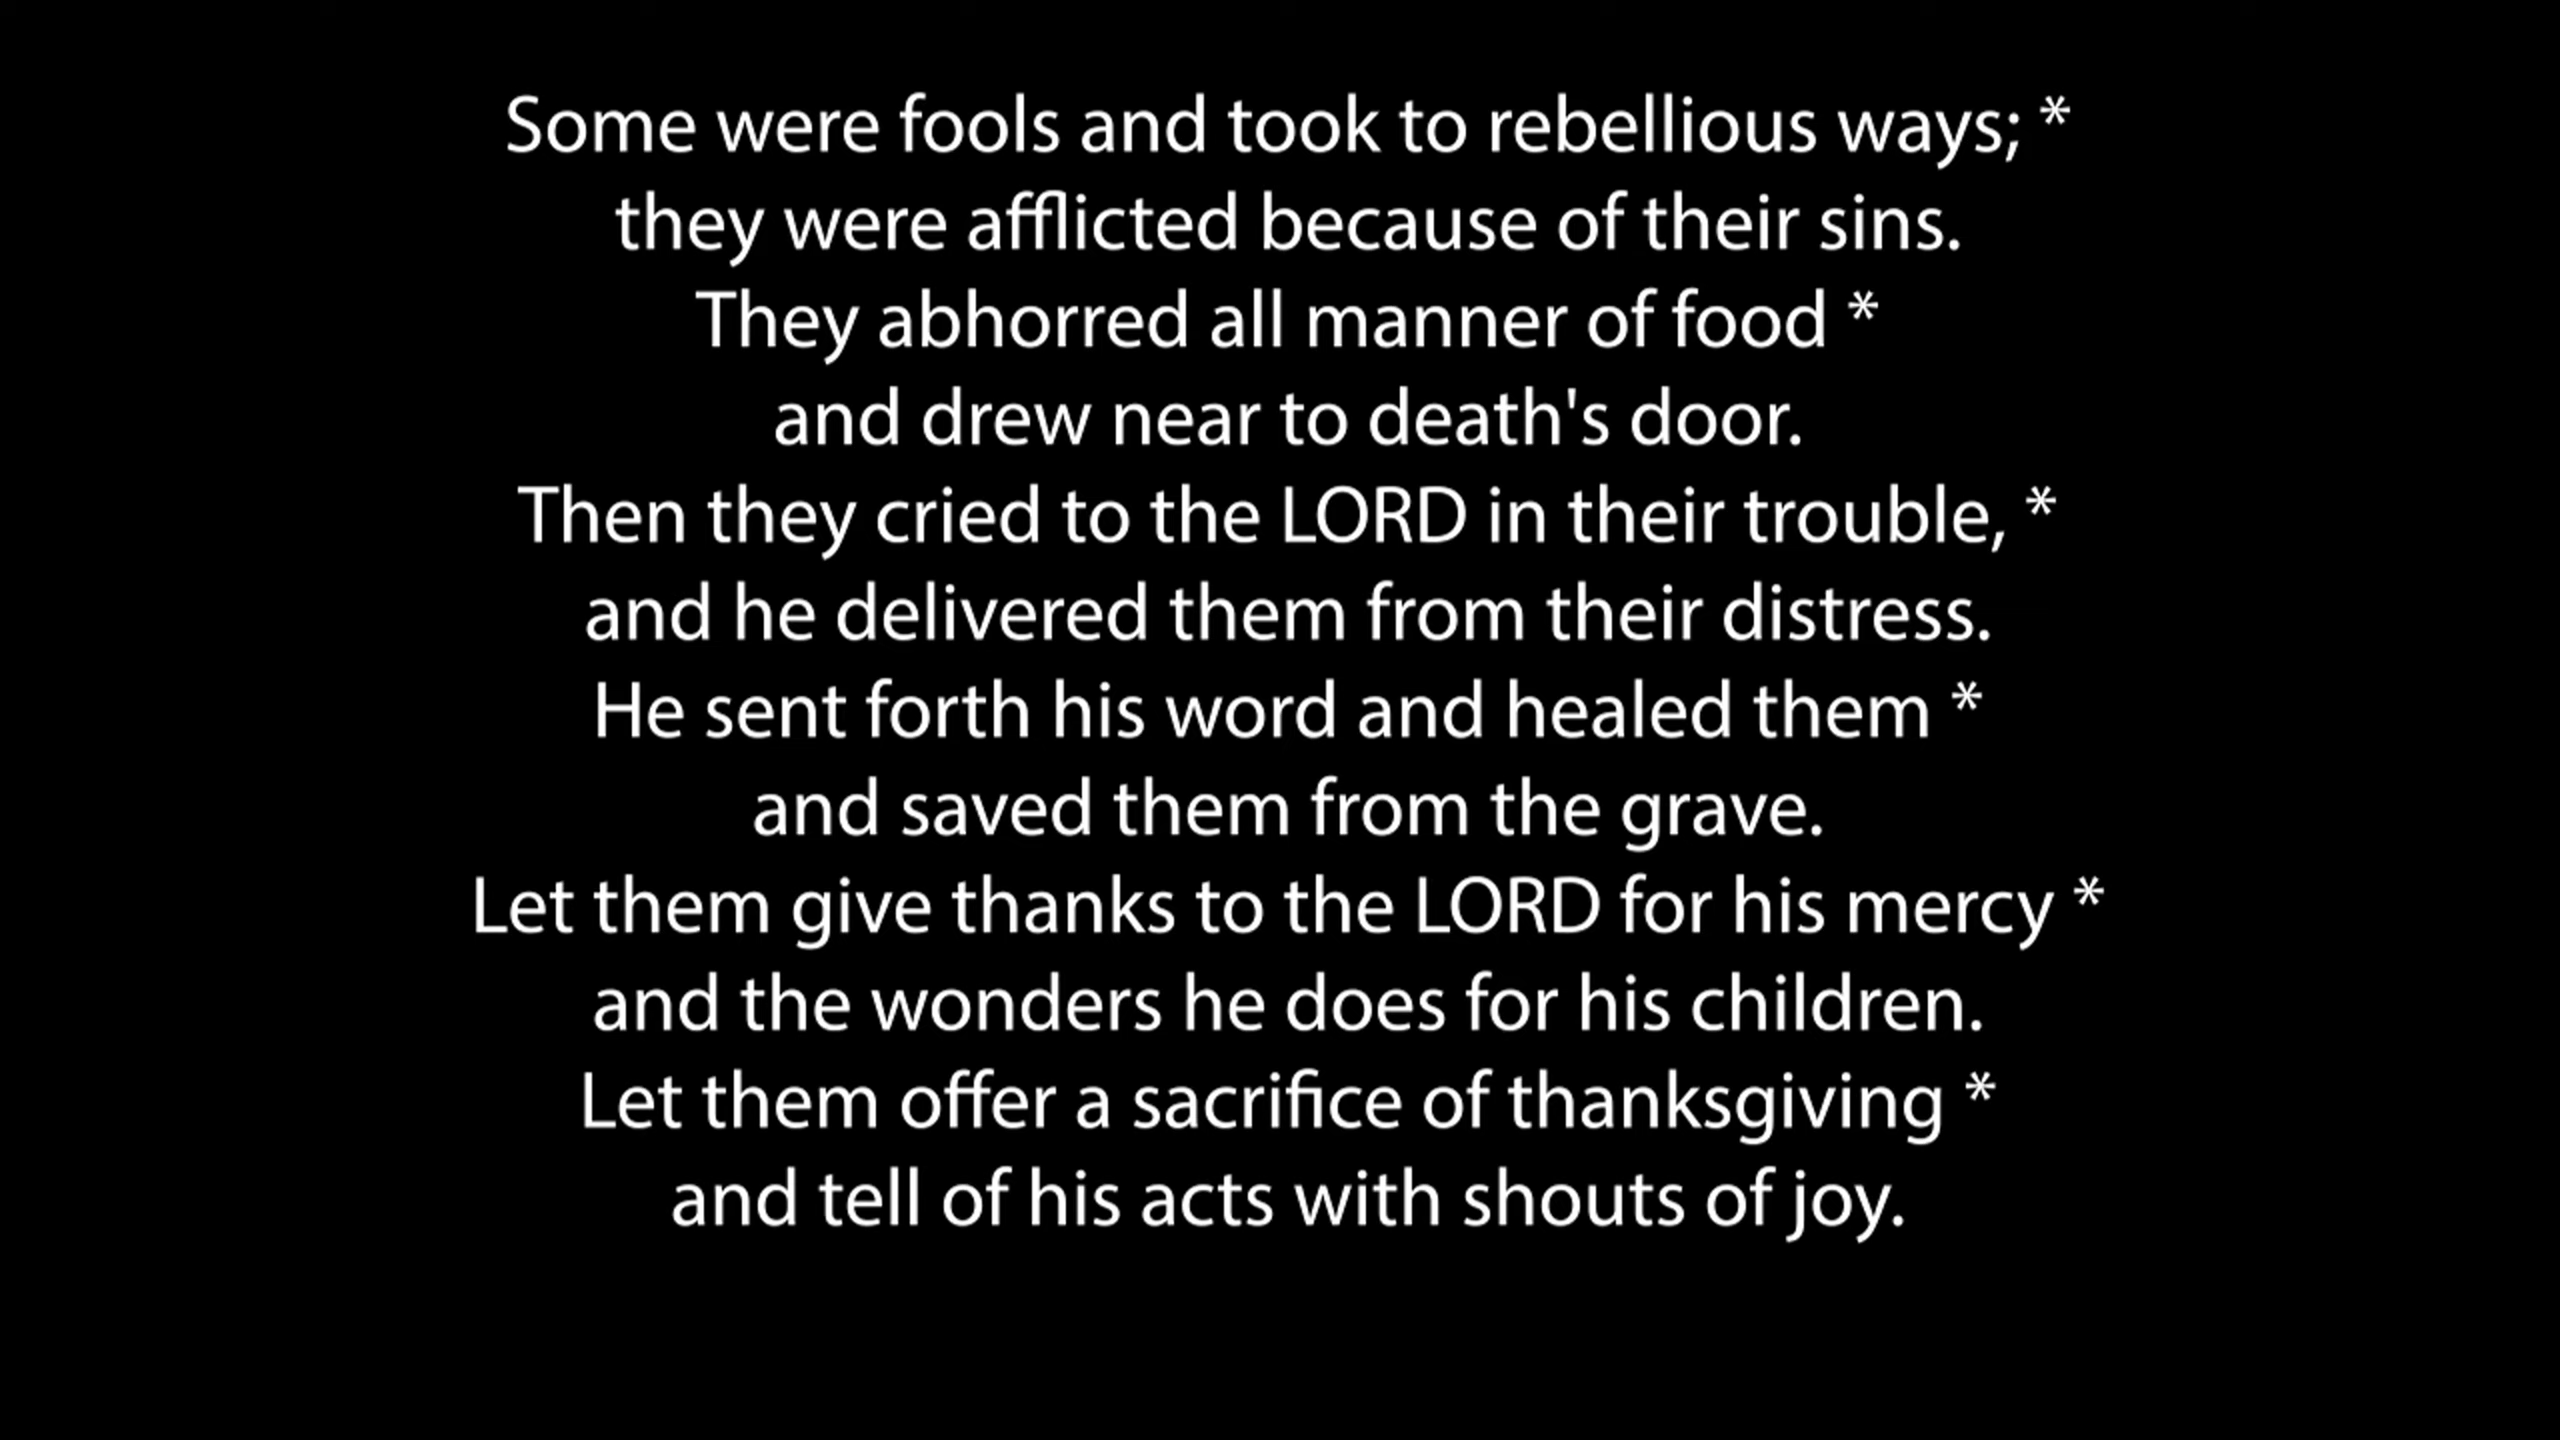 Some were fools and took to rebellious ways; *
they were afflicted because of their sins.
They abhorred all manner of food *
and drew near to death's door.
Then they cried to the LORD in their trouble, *
and he delivered them from their distress.
He sent forth his word and healed them *
and saved them from the grave.
Let them give thanks to the LORD for his mercy *
and the wonders he does for his children.
Let them offer a sacrifice of thanksgiving *
and tell of his acts with shouts of joy.